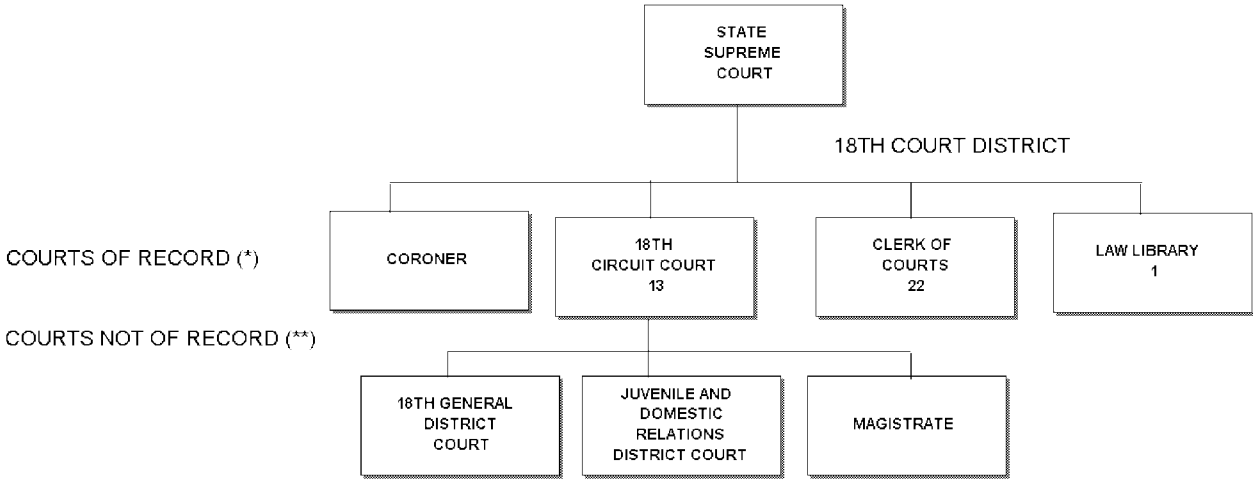 STATE
SUPREME
COURT
18TH COURT DISTRICT
COURTS OF RECORD (*)
CORONER
18TH
CIRCUIT COURT
13
CLERK OF
COURTS
22
LAW LIBRARY
1
COURTS NOT OF RECORD (**)
18TH GENERAL
DISTRICT
COURT
JUVENILE AND
DOMESTIC
RELATIONS
DISTRICT COURT
MAGISTRATE